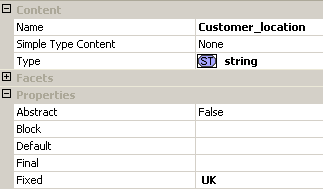 Content
Name Customer_location
Simple Type Content None
Type ST string
Facets
Properties
Abstract False
Block
Default
Final
Fixed UK